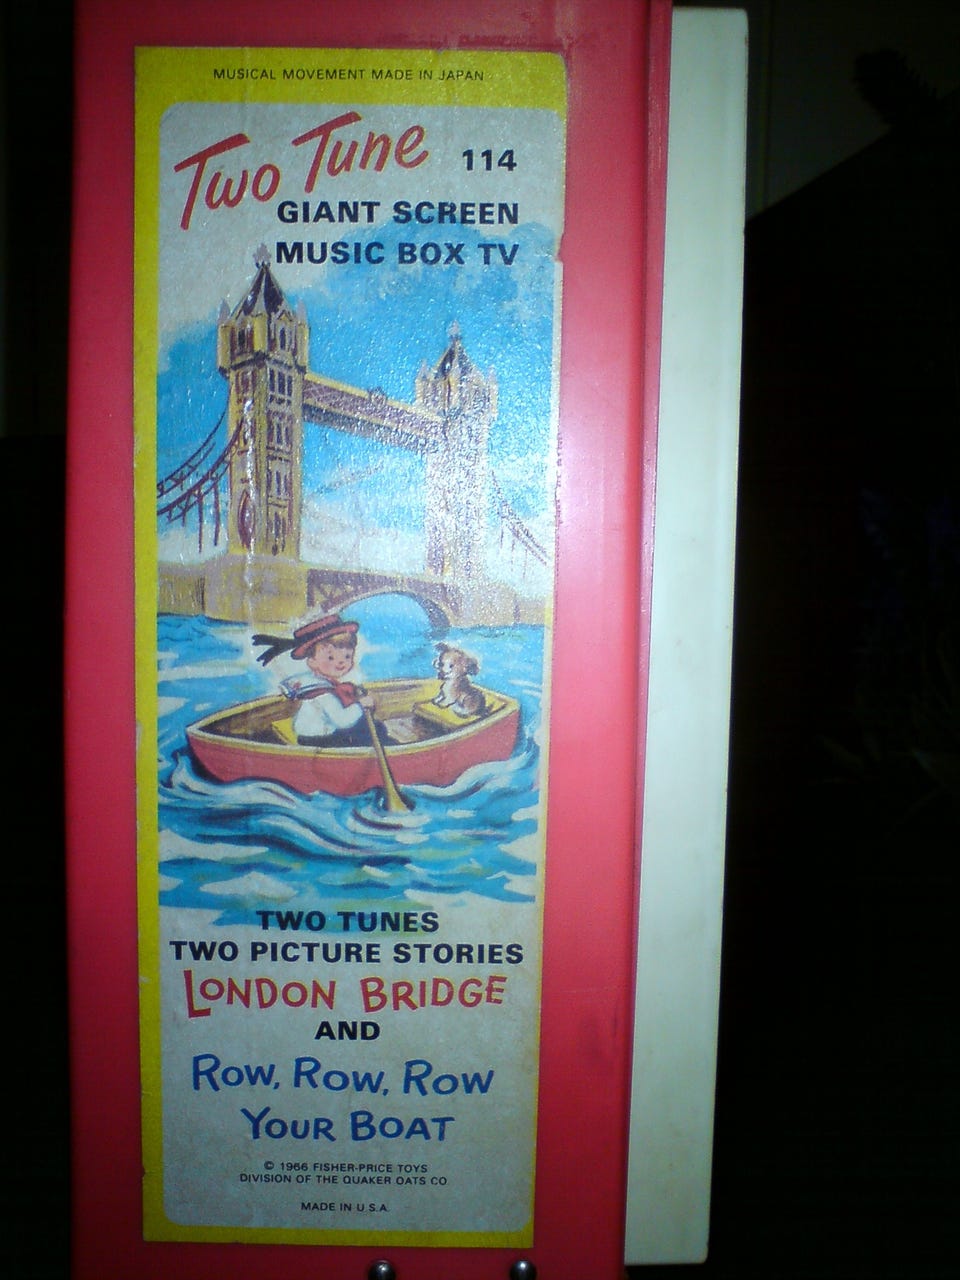 MUSICAL MOVEMENT MADE IN JAPAN
Two Tune 114
GIANT SCREEN
MUSIC BOX TV
TWO TUNES
TWO PICTURE STORIES
LONDON BRIDGE
AND
ROW, ROW, ROW
YOUR BOAT
© 1966 FISHER-PRICE TOYS
DIVISION OF THE QUAKER OATS CO.
MADE IN U.S.A.